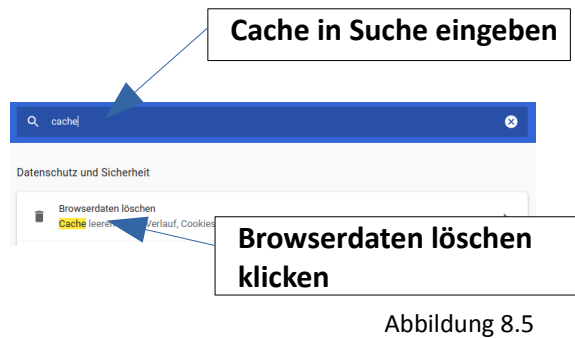 Cache in Suche eingeben
cache
Datenschutz und Sicherheit
Browserdaten löschen
Cache leeren Verlauf, Cookies
Browserdaten löschen
klicken
Abbildung 8.5